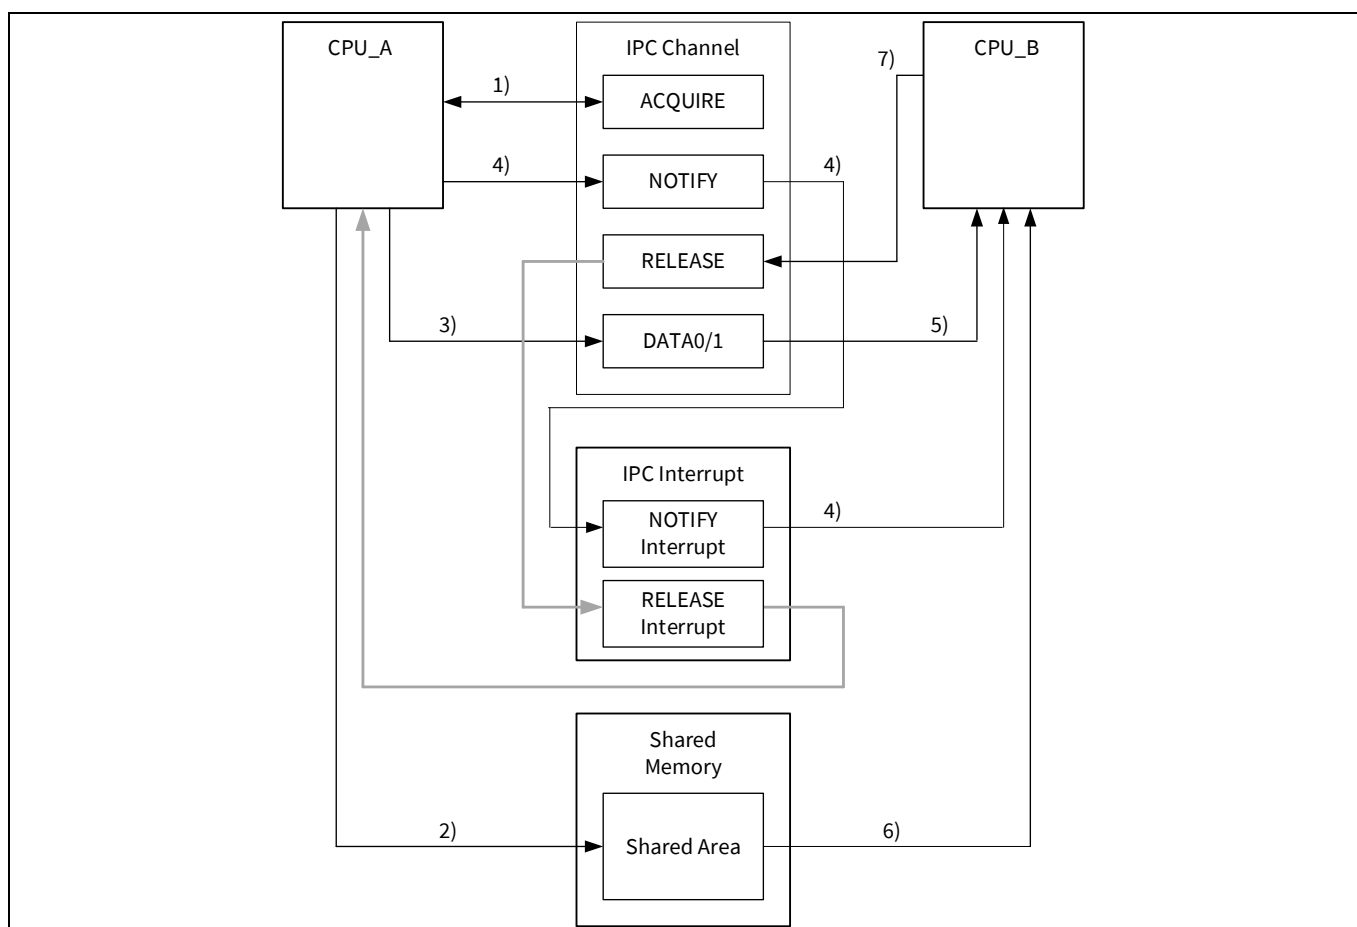 CPU_A
IPC Channel
CPU_B
7)
1)
ACQUIRE
4)
NOTIFY
4)
RELEASE
3)
DATA0/1
5)
IPC Interrupt
NOTIFY
Interrupt
4)
RELEASE
Interrupt
Shared
Memory
2)
Shared Area
6)